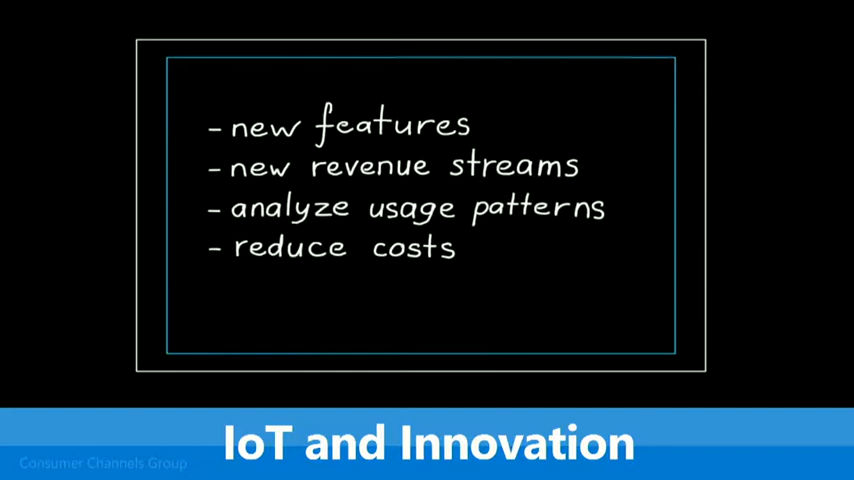 - new features
- new revenue streams
- analyze usage patterns
- reduce costs
IoT and Innovation
Consumer Channels Group